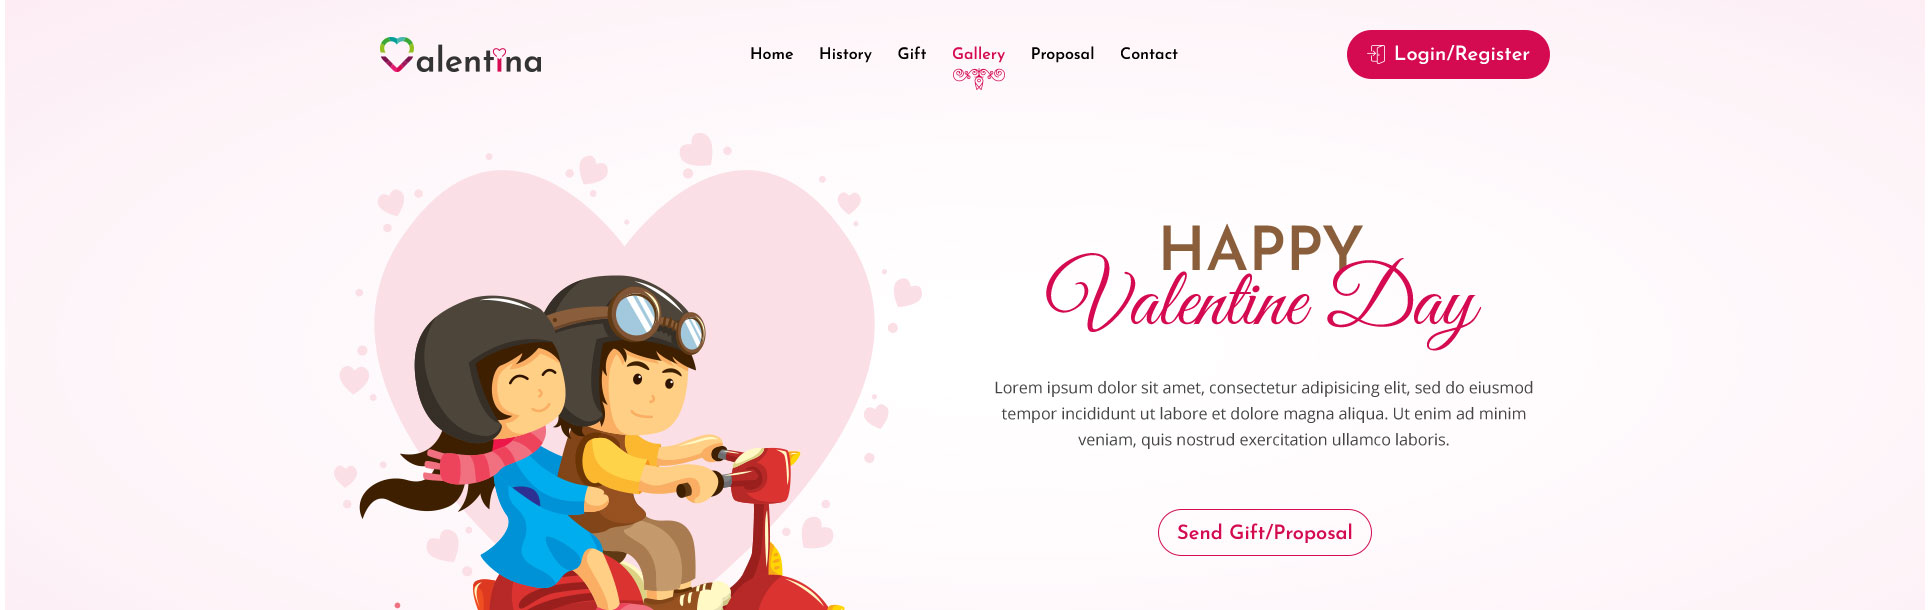 Valentina
Home History Gift Gallery Proposal Contact
Login/Register
HAPPY
Valentine Day
Lorem ipsum dolor sit amet, consectetur adipisicing elit, sed do eiusmod
tempor incididunt ut labore et dolore magna aliqua. Ut enim ad minim
veniam, quis nostrud exercitation ullamco laboris.
Send Gift/Proposal